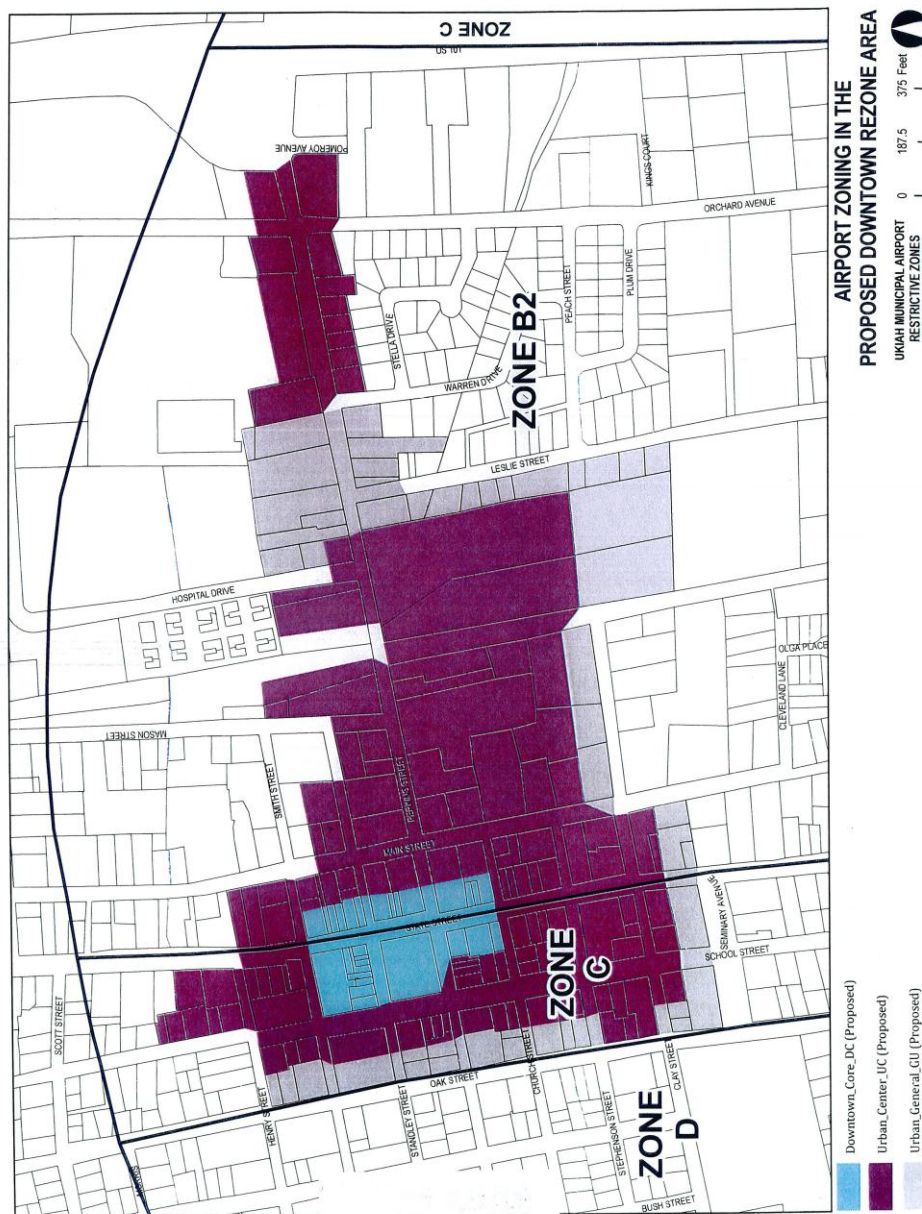 ZONE C
US 101
POMEROY AVENUE
KINGS COURT
ORCHARD AVENUE
STELLA DRIVE
PEACH STREET
PLUM DRIVE
ZONE B2
WARREN DRIVE
LESLIE STREET
HOSPITAL DRIVE
OLGA PLACE
CLEVELAND LANE
MASON STREET
SMITH STREET
PERKINS STREET
MAIN STREET
STATE STREET
SEMINARY AVENUE
SCHOOL STREET
ZONE
C
SCOTT STREET
HENRY STREET
OAK STREET
STANDLEY STREET
CHURCH STREET
CLAY STREET
STEPHENSON STREET
ZONE
D
BUSH STREET
AIRPORT ZONING IN THE
PROPOSED DOWNTOWN REZONE AREA
UKIAH MUNICIPAL AIRPORT
RESTRICTIVE ZONES
0 187.5 375 Feet
Downtown_Core_DC (Proposed)
Urban_Center_UC (Proposed)
Urban_General_GU (Proposed)